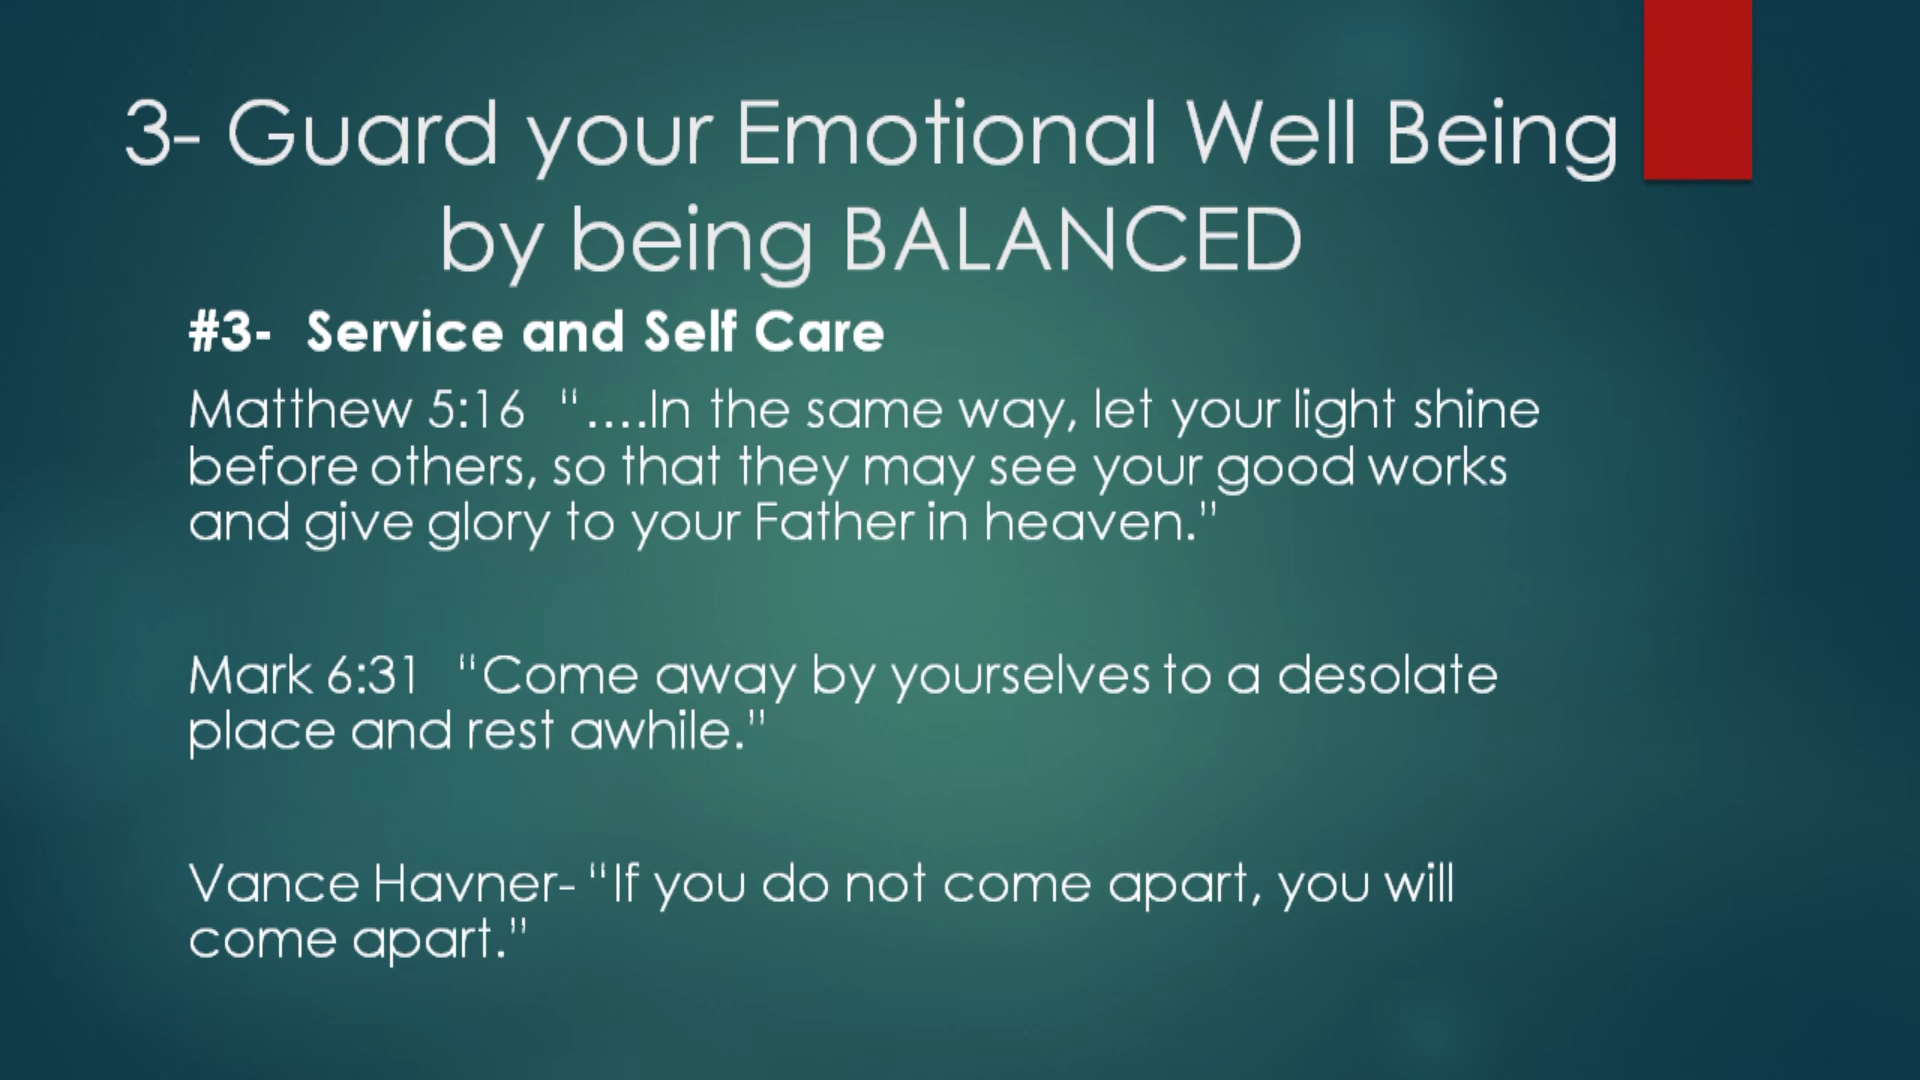 3- Guard your Emotional Well Being
by being BALANCED
#3-  Service and Self Care
Matthew 5:16  “....In the same way, let your light shine
before others, so that they may see your good works
and give glory to your Father in heaven.”
Mark 6:31  “Come away by yourselves to a desolate
place and rest awhile.”
Vance Havner- “If you do not come apart, you will
come apart.”